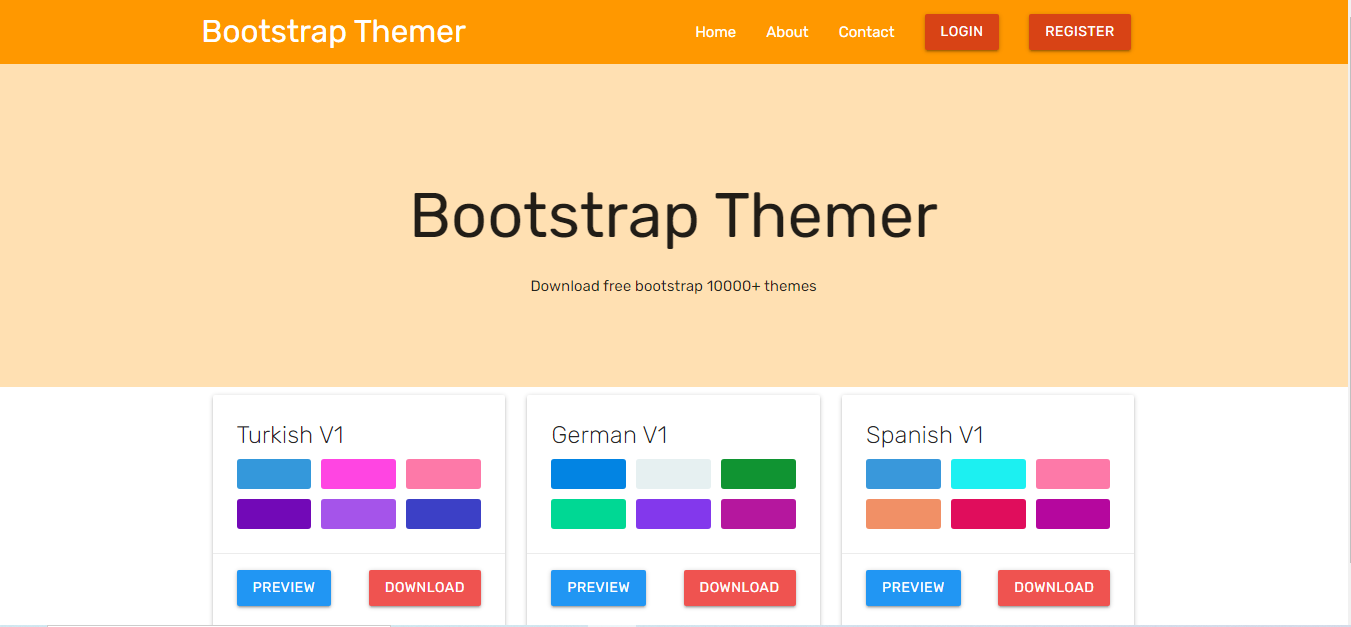 Bootstrap Themer Home About Contact LOGIN REGISTER
Bootstrap Themer
Download free bootstrap 10000+ themes
Turkish V1
PREVIEW DOWNLOAD
German V1
PREVIEW DOWNLOAD
Spanish V1
PREVIEW DOWNLOAD